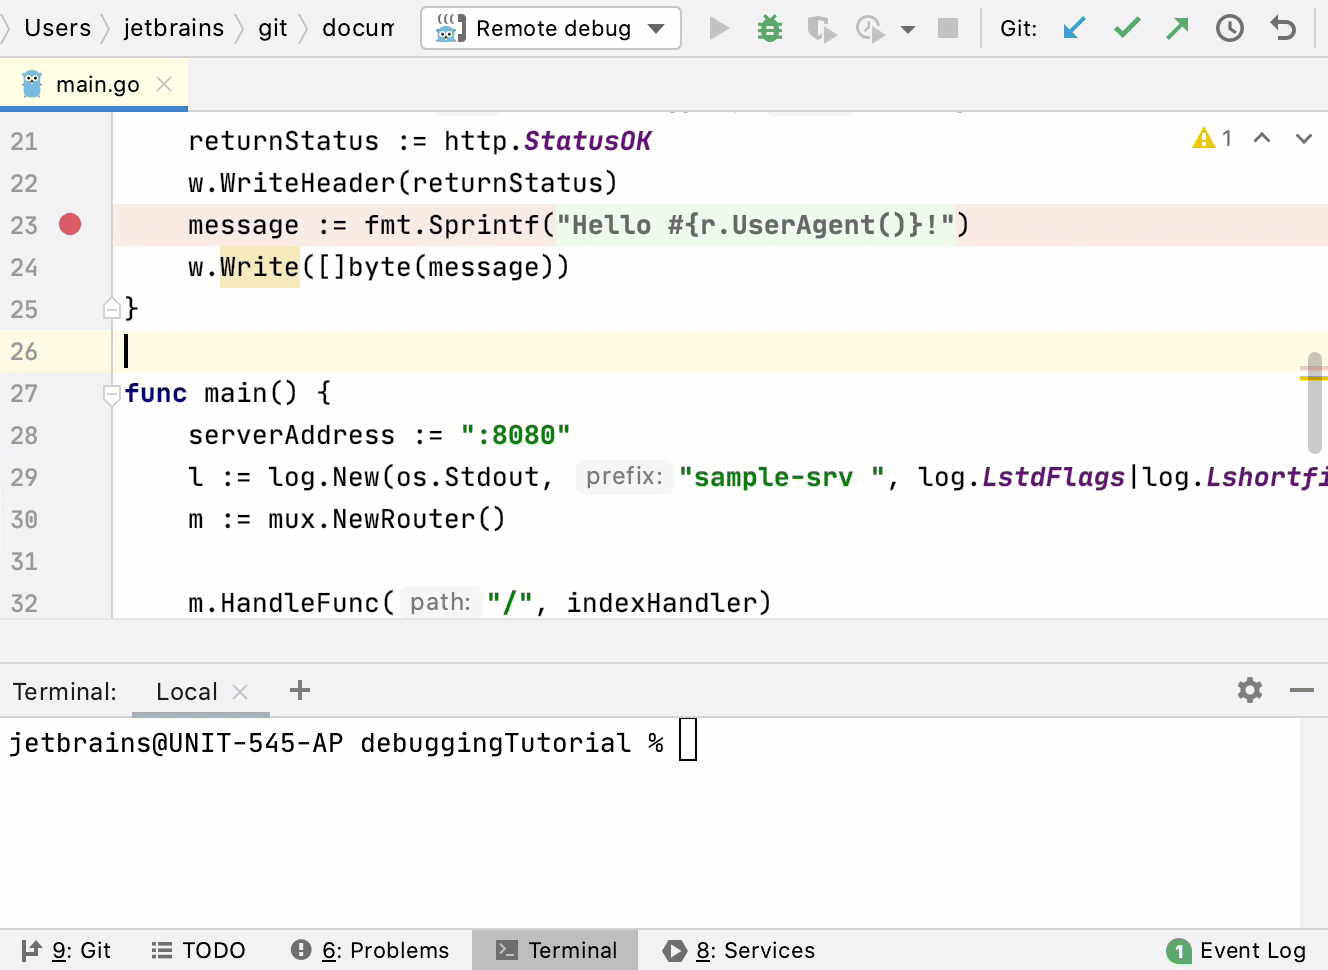 Users jetbrains git docum Remote debug Git:
main.go
21 returnStatus := http.StatusOK 1
22 w.WriteHeader(returnStatus)
23 message := fmt.Sprintf("Hello #{r.UserAgent()}!")
24 w.Write([]byte(message))
25 }
26
27 func main() {
28 serverAddress := ":8080"
29 l := log.New(os.Stdout, prefix: "sample-srv ", log.LstdFlags|log.Lshortfi
30 m := mux.NewRouter()
31
32 m.HandleFunc( path: "/", indexHandler)
Terminal: Local
jetbrains@UNIT-545-AP debuggingTutorial %
9: Git TODO 6: Problems Terminal 8: Services 1 Event Log